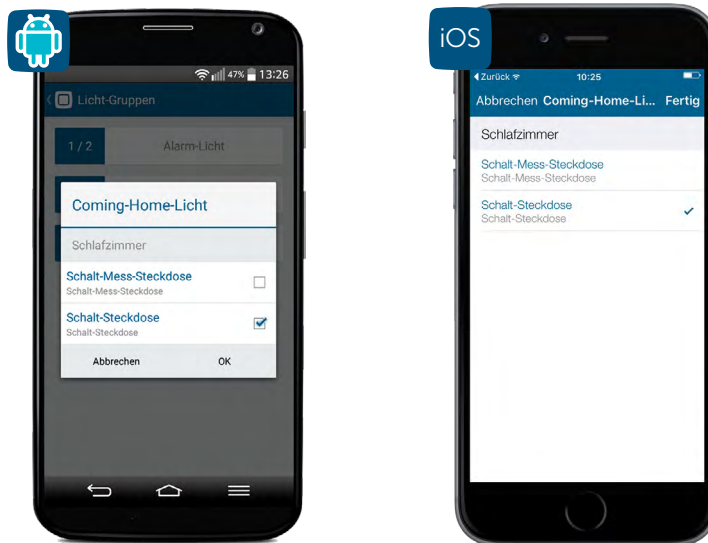 47% 13:26
Licht-Gruppen
1 / 2 Alarm-Licht
Coming-Home-Licht
Schlafzimmer
Schalt-Mess-Steckdose
Schalt-Mess-Steckdose
Schalt-Steckdose
Schalt-Steckdose
Abbrechen OK
iOS
Zurück 10:25
Abbrechen Coming-Home-Li... Fertig
Schlafzimmer
Schalt-Mess-Steckdose
Schalt-Mess-Steckdose
Schalt-Steckdose
Schalt-Steckdose